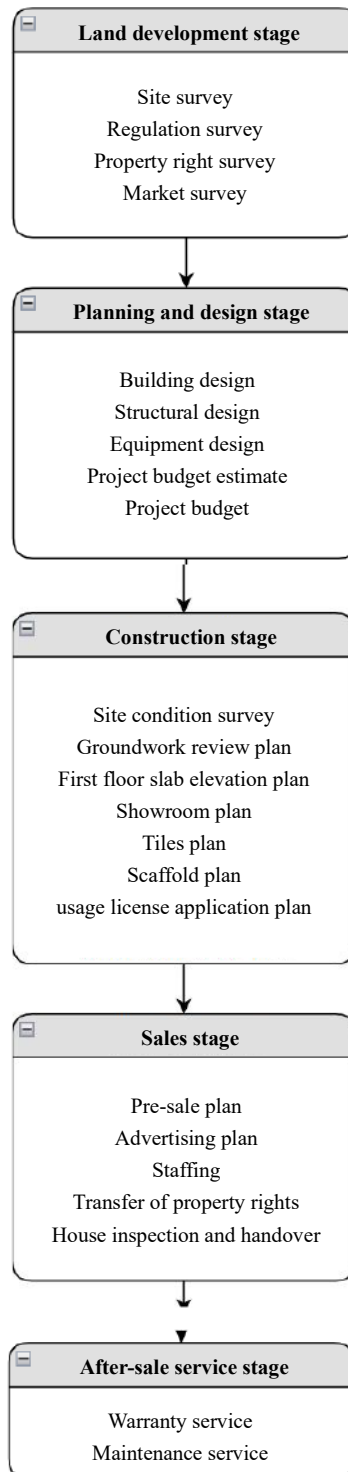 Land development stage
Site survey
Regulation survey
Property right survey
Market survey
Planning and design stage
Building design
Structural design
Equipment design
Project budget estimate
Project budget
Construction stage
Site condition survey
Groundwork review plan
First floor slab elevation plan
Showroom plan
Tiles plan
Scaffold plan
usage license application plan
Sales stage
Pre-sale plan
Advertising plan
Staffing
Transfer of property rights
House inspection and handover
After-sale service stage
Warranty service
Maintenance service